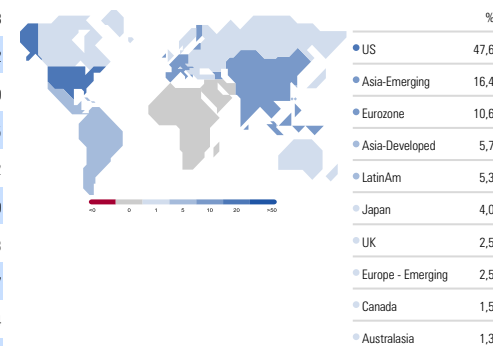 %
US 47,6
Asia-Emerging 16,4
Eurozone 10,6
Asia-Developed 5,7
LatinAm 5,3
Japan 4,0
UK 2,5
Europe - Emerging 2,5
Canada 1,5
Australasia 1,3
<0 0 1 5 10 20 >50